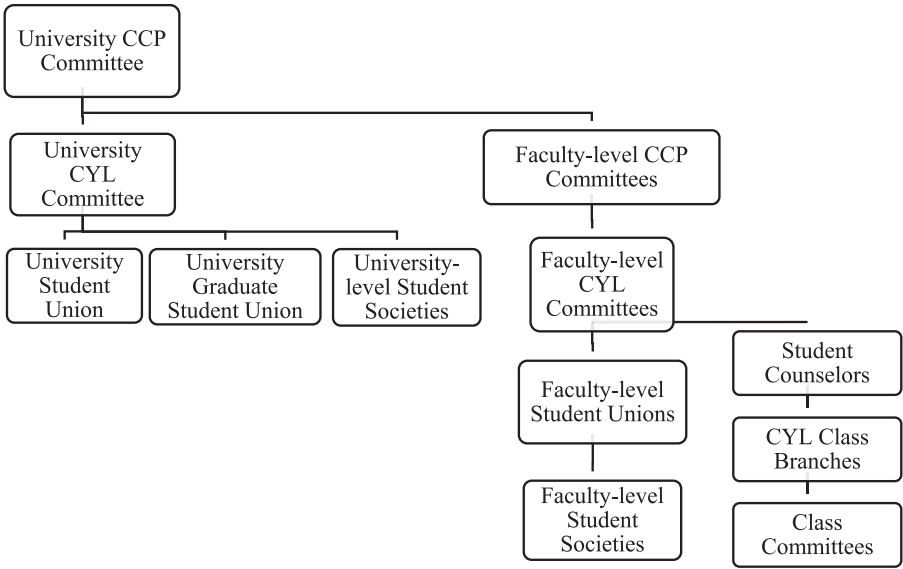 University CCP
Committee
University
CYL
Committee
Faculty-level CCP
Committees
University
Student
Union
University
Graduate
Student Union
University-
level Student
Societies
Faculty-level
CYL
Committees
Faculty-level
Student Unions
Faculty-level
Student
Societies
Student
Counselors
CYL Class
Branches
Class
Committees